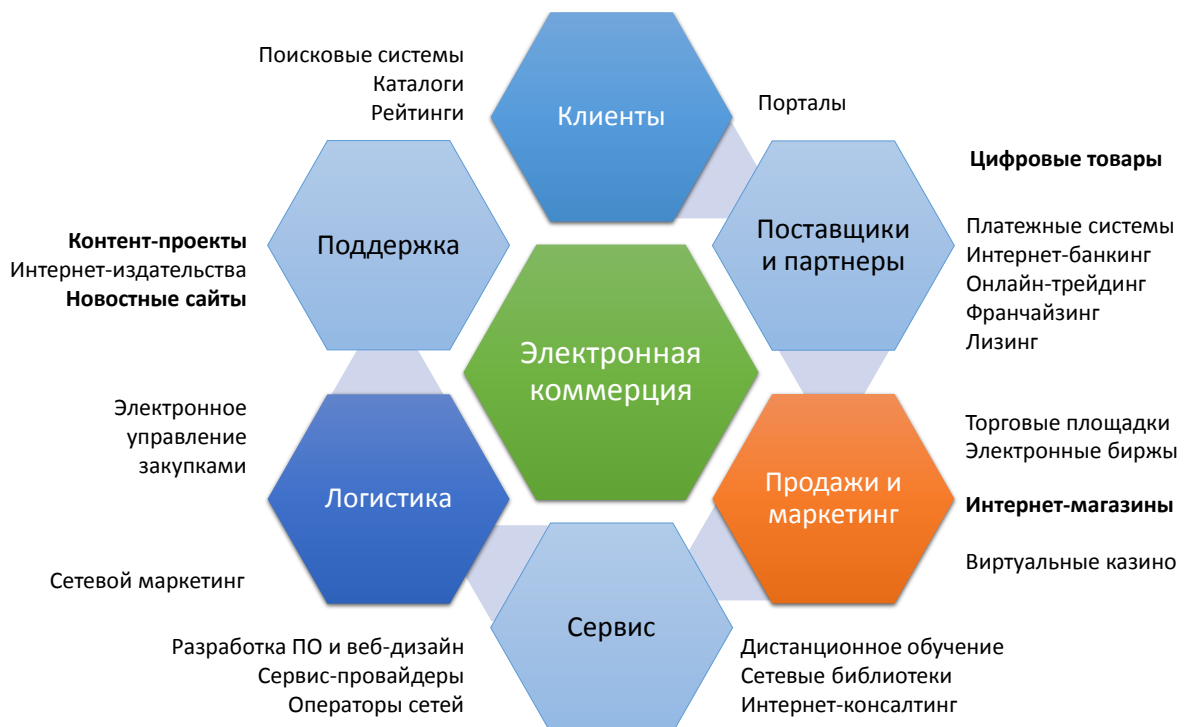 Поисковые системы
Каталоги
Рейтинги
Клиенты
Порталы
Цифровые товары
Поддержка
Поставщики
и партнеры
Контент-проекты
Интернет-издательства
Новостные сайты
Платежные системы
Интернет-банкинг
Онлайн-трейдинг
Франчайзинг
Лизинг
Электронная
коммерция
Электронное
управление
закупками
Логистика
Продажи и
маркетинг
Торговые площадки
Электронные биржы
Интернет-магазины
Виртуальные казино
Сетевой маркетинг
Сервис
Разработка ПО и веб-дизайн
Сервис-провайдеры
Операторы сетей
Дистанционное обучение
Сетевые библиотеки
Интернет-консалтинг